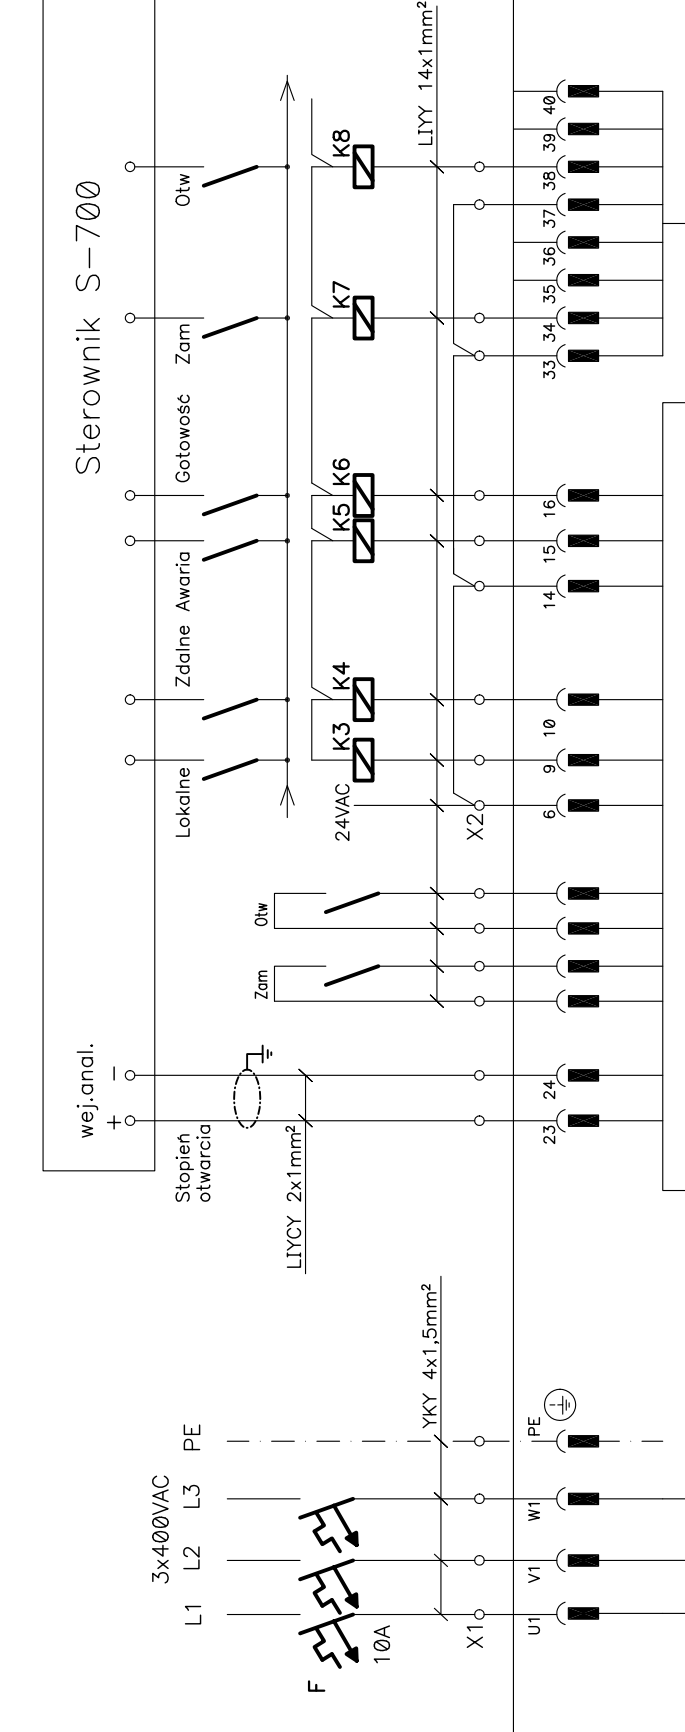 Sterownik S-700
wej.anal.
+
−
Stopień
otwarcia
Lokalne
Zdalne
Awaria
Gotowość
Zam
Otw
LIYCY 2x1mm²
Zam
Otw
24VAC
K3
K4
K5
K6
K7
K8
LIYY 14x1mm²
X2
23
24
6
9
10
14
15
16
33
34
35
36
37
38
39
40
3x400VAC
L1
L2
L3
PE
F
10A
YKY 4x1,5mm²
X1
U1
V1
W1
PE